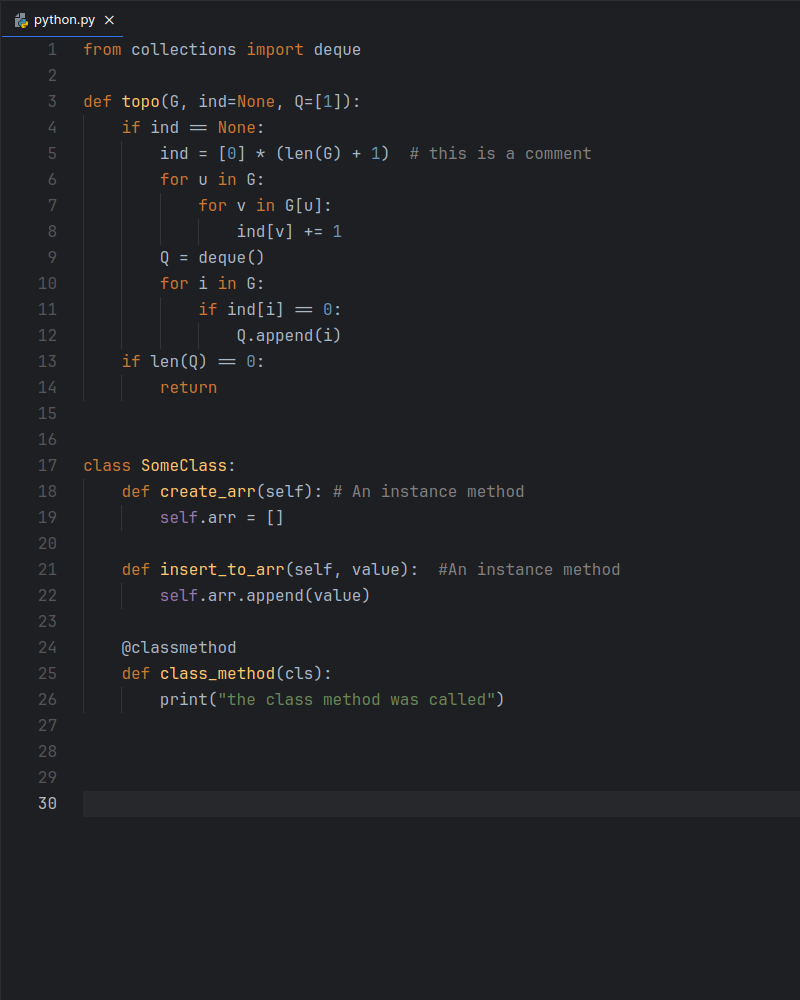 python.py
1 from collections import deque
2
3 def topo(G, ind=None, Q=[1]):
4     if ind == None:
5         ind = [0] * (len(G) + 1)  # this is a comment
6         for u in G:
7             for v in G[u]:
8                 ind[v] += 1
9         Q = deque()
10         for i in G:
11             if ind[i] == 0:
12                 Q.append(i)
13     if len(Q) == 0:
14         return
15
16
17 class SomeClass:
18     def create_arr(self): # An instance method
19         self.arr = []
20
21     def insert_to_arr(self, value):  #An instance method
22         self.arr.append(value)
23
24     @classmethod
25     def class_method(cls):
26         print("the class method was called")
27
28
29
30